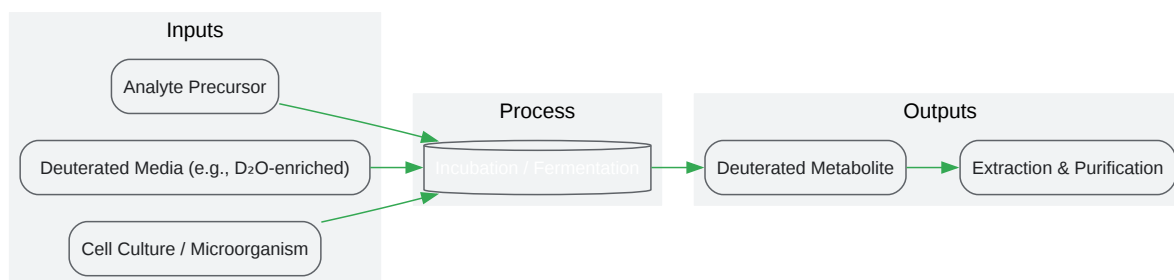 Inputs
Analyte Precursor
Deuterated Media (e.g., D₂O-enriched)
Cell Culture / Microorganism
Process
Incubation / Fermentation
Outputs
Deuterated Metabolite
Extraction & Purification